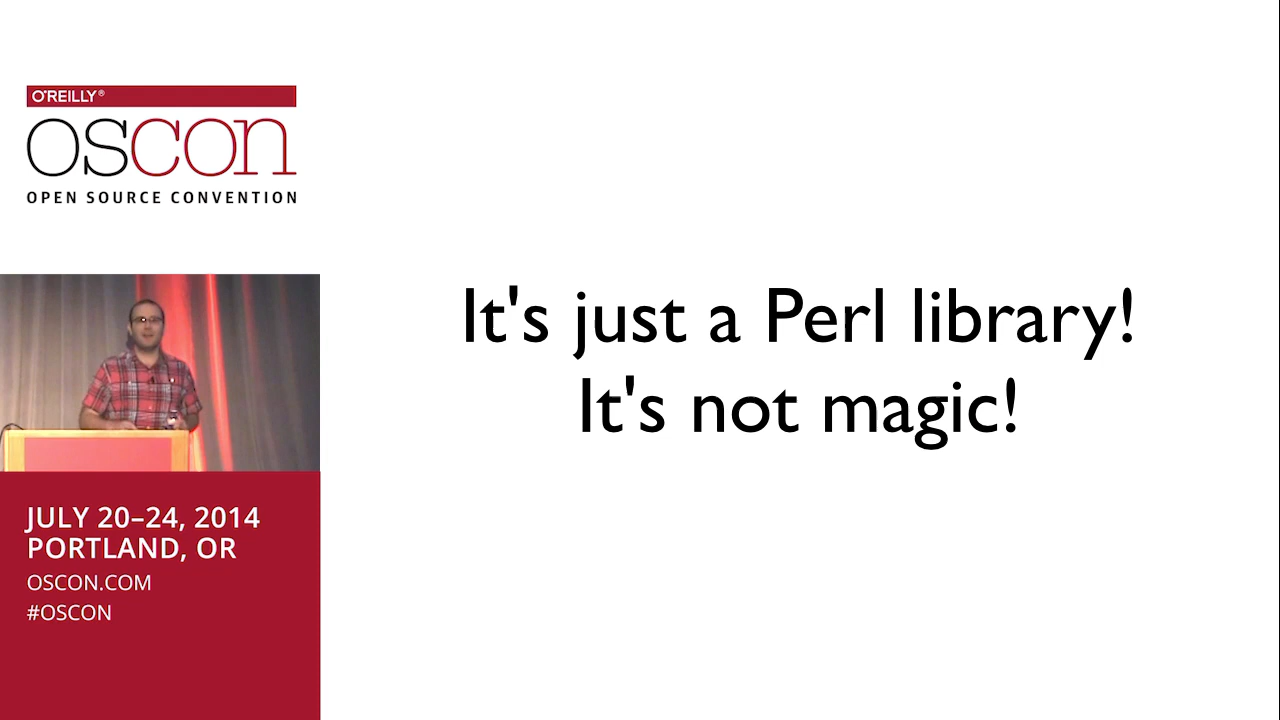 O'REILLY®
OSCON
OPEN SOURCE CONVENTION
It's just a Perl library!
It's not magic!
JULY 20–24, 2014
PORTLAND, OR
OSCON.COM
#OSCON